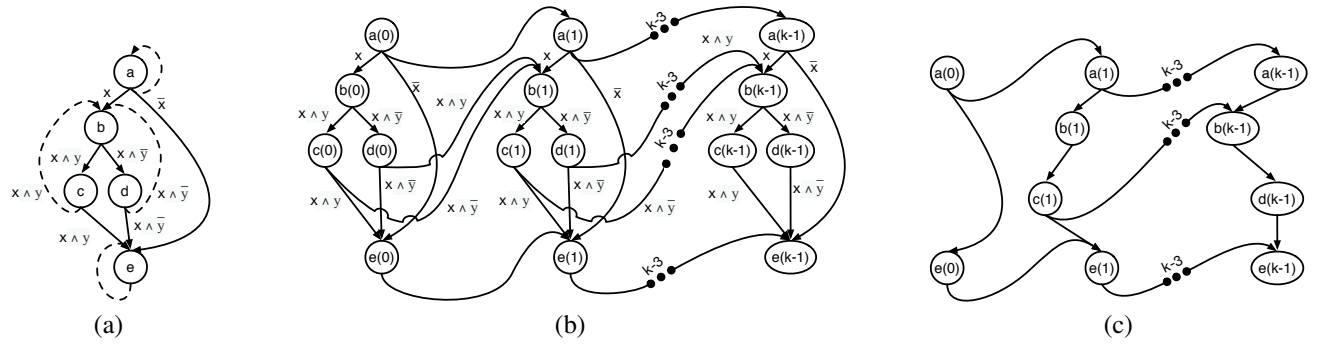 a
x
x̅
b
x ∧ y
x ∧ y̅
c
d
x ∧ y
x ∧ y̅
x ∧ y
x ∧ y̅
e
(a)
a(0)
a(1)
k-3
a(k-1)
x
x̅
x
x̅
x ∧ y
x
x̅
b(0)
b(1)
b(k-1)
x ∧ y
x ∧ y̅
x ∧ y
x ∧ y
x ∧ y̅
k-3
x ∧ y
x ∧ y̅
c(0)
d(0)
c(1)
d(1)
k-3
c(k-1)
d(k-1)
x ∧ y
x ∧ y̅
x ∧ y̅
x ∧ y
x ∧ y̅
x ∧ y̅
x ∧ y
x ∧ y̅
e(0)
e(1)
k-3
e(k-1)
(b)
a(0)
a(1)
k-3
a(k-1)
b(1)
k-3
b(k-1)
c(1)
d(k-1)
e(0)
e(1)
k-3
e(k-1)
(c)